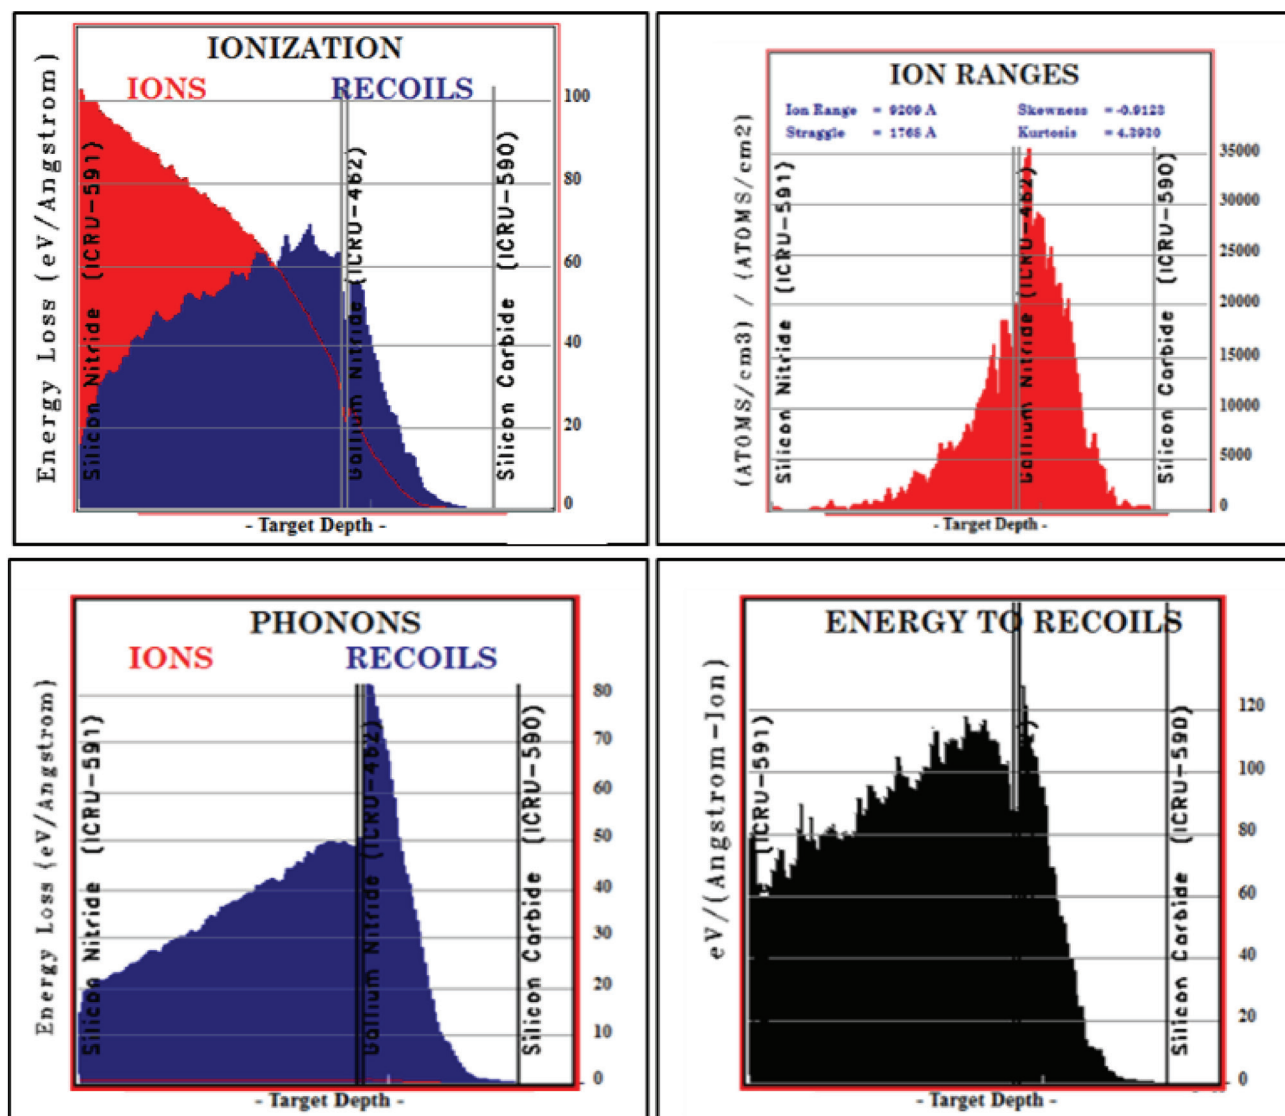 IONIZATION
IONS RECOILS
Energy Loss (eV/Angstrom)
Silicon Nitride (ICRU-591)
Gallium Nitride (ICRU-462)
Silicon Carbide (ICRU-590)
100
80
60
40
20
0
- Target Depth -
ION RANGES
Ion Range = 9209 A Skewness = -0.9123
Straggle = 1768 A Kurtosis = 4.3930
(ATOMS/cm3) / (ATOMS/cm2)
Silicon Nitride (ICRU-591)
Gallium Nitride (ICRU-462)
Silicon Carbide (ICRU-590)
35000
30000
25000
20000
15000
10000
5000
0
- Target Depth -
PHONONS
IONS RECOILS
Energy Loss (eV/Angstrom)
Silicon Nitride (ICRU-591)
Gallium Nitride (ICRU-462)
Silicon Carbide (ICRU-590)
80
70
60
50
40
30
20
10
0
- Target Depth -
ENERGY TO RECOILS
eV/(Angstrom-Ion)
(ICRU-591)
Silicon Carbide (ICRU-590)
120
100
80
60
40
20
0
- Target Depth -